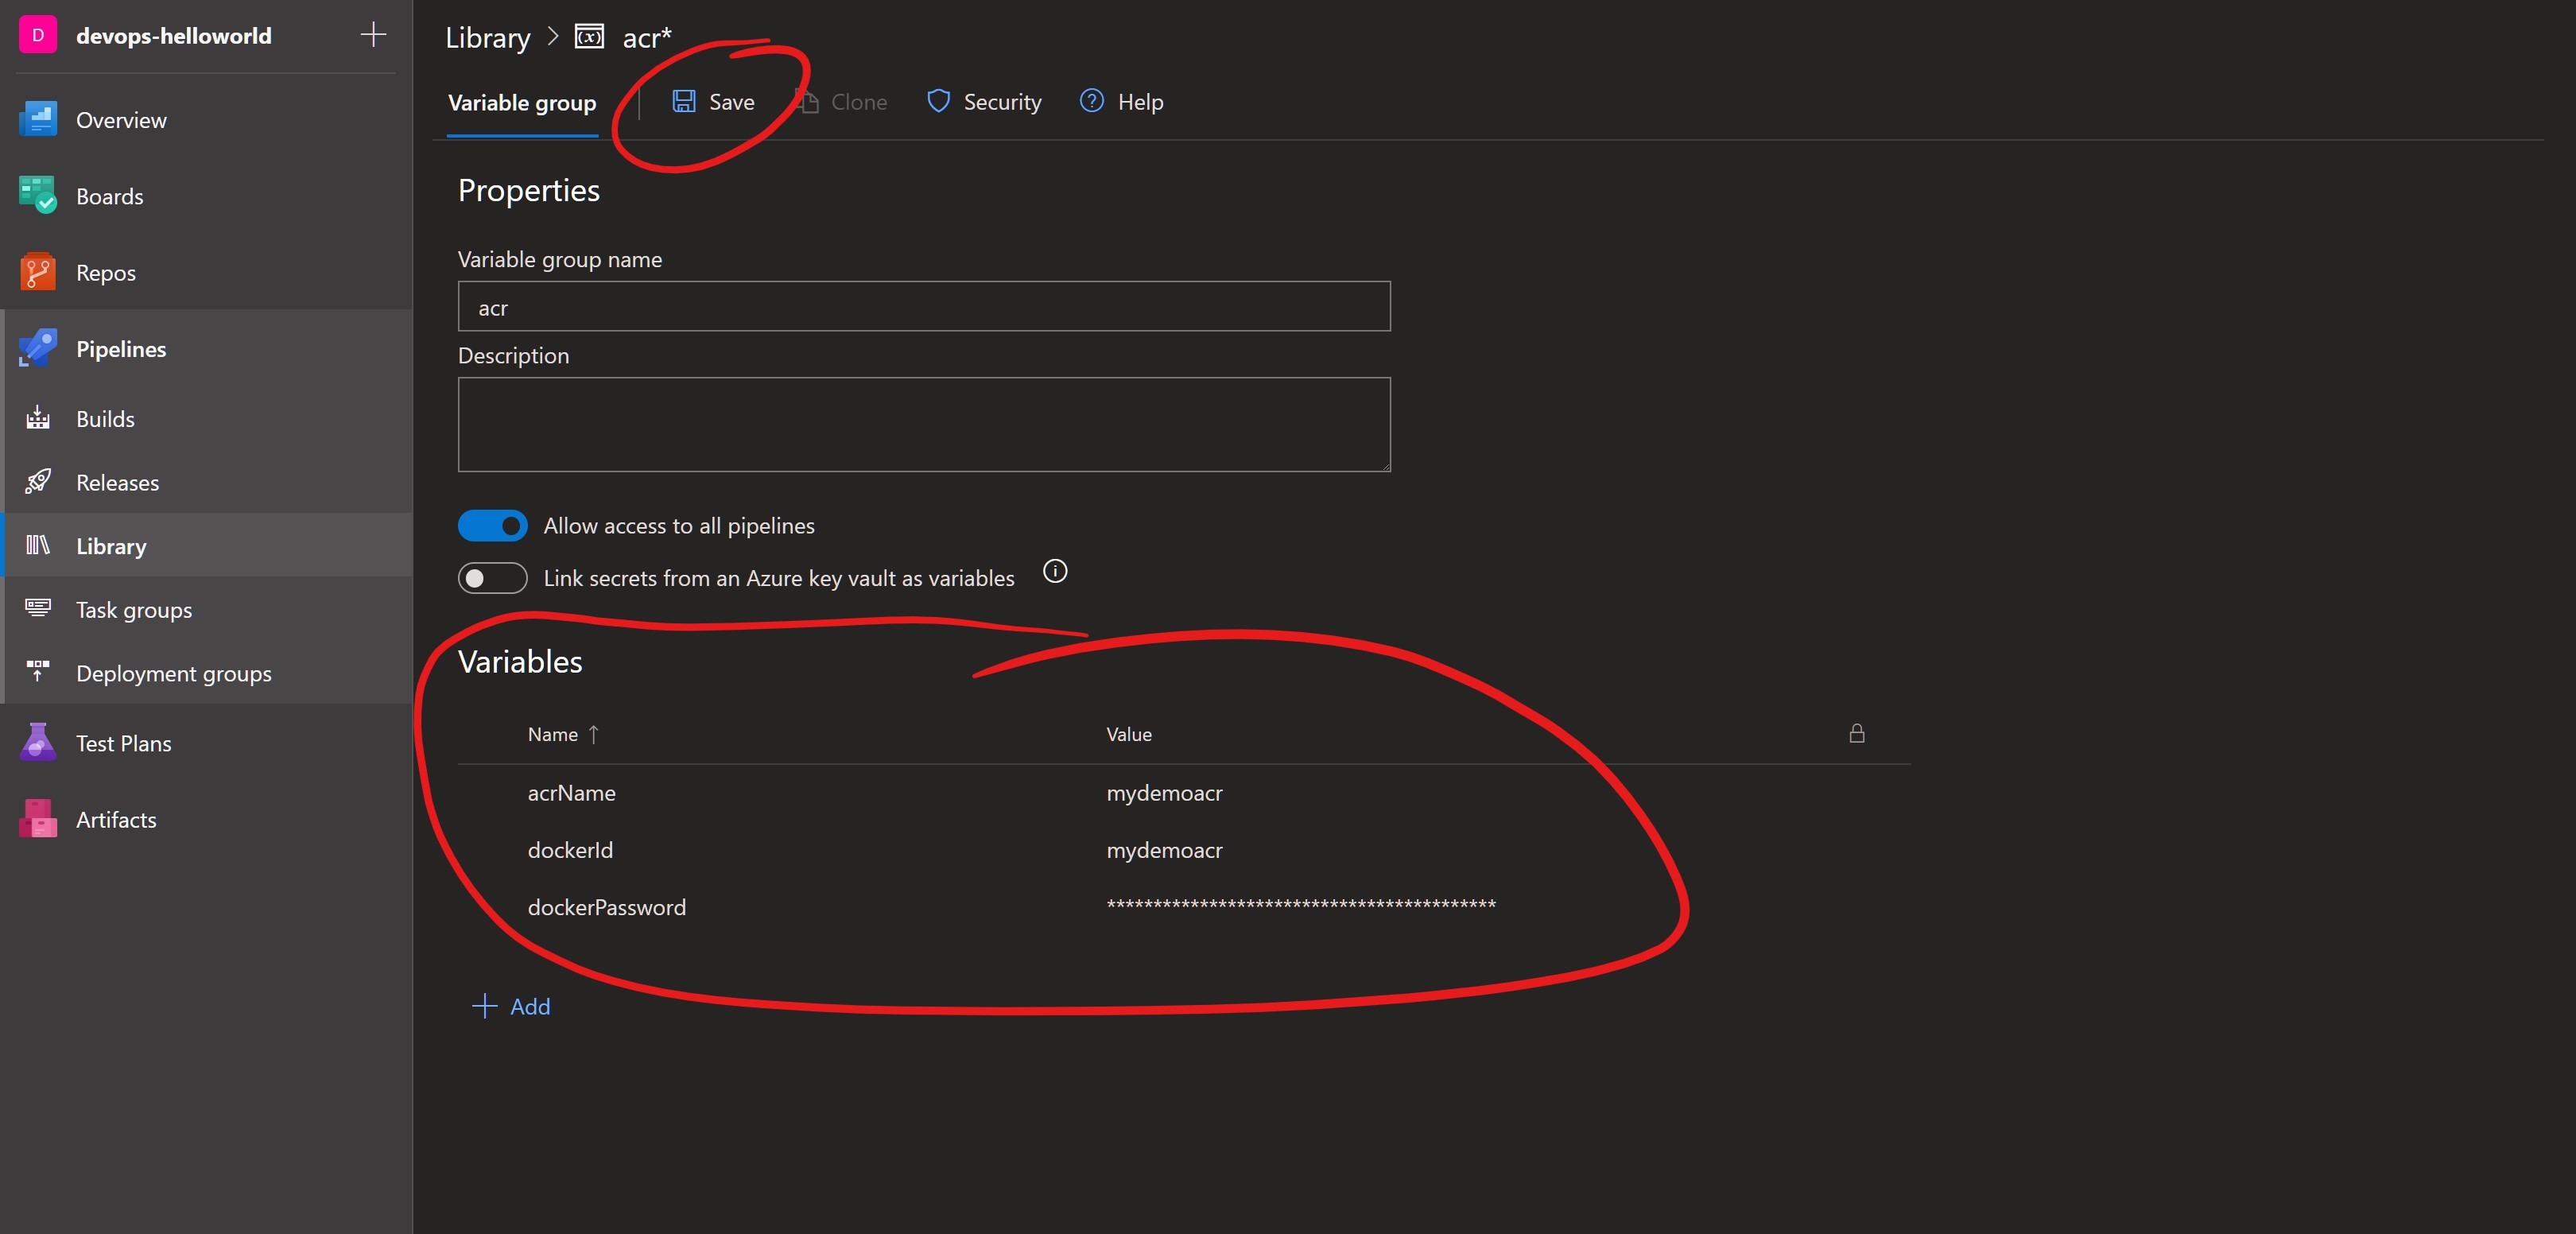 D devops-helloworld
Overview
Boards
Repos
Pipelines
Builds
Releases
Library
Task groups
Deployment groups
Test Plans
Artifacts
Library > (x) acr*
Variable group Save Clone Security ? Help
Properties
Variable group name
acr
Description
Allow access to all pipelines
Link secrets from an Azure key vault as variables i
Variables
Name ↑ Value
acrName mydemoacr
dockerId mydemoacr
dockerPassword ******************************************
+ Add